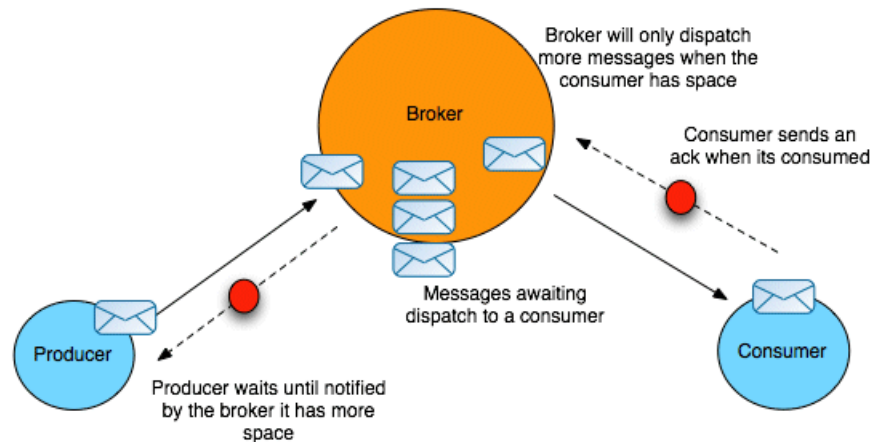 Broker will only dispatch
more messages when the
consumer has space
Broker
Consumer sends an
ack when its consumed
Messages awaiting
dispatch to a consumer
Producer
Consumer
Producer waits until notified
by the broker it has more
space